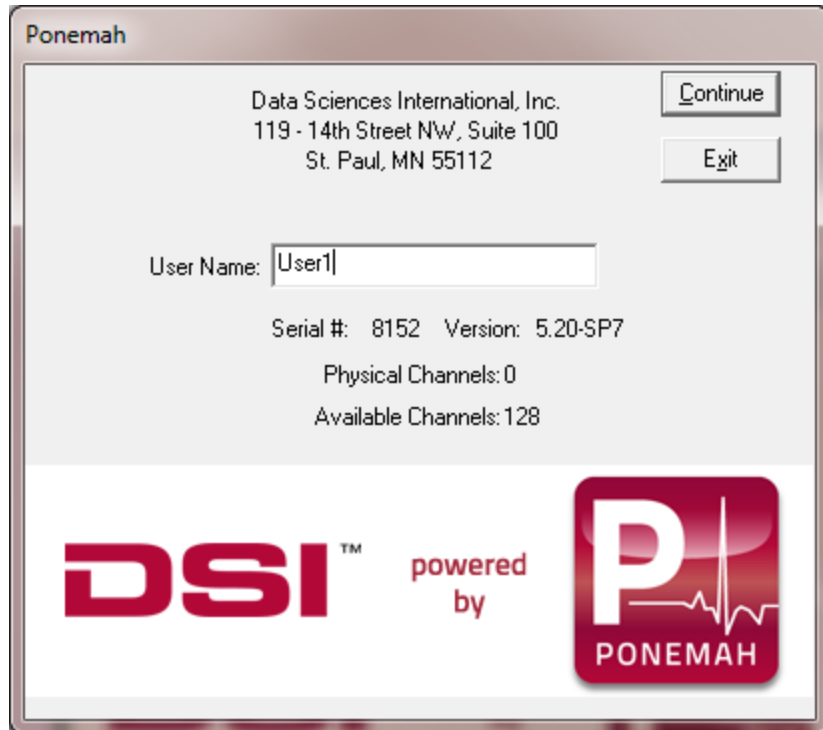 Ponemah
Data Sciences International, Inc.
119 - 14th Street NW, Suite 100
St. Paul, MN 55112
Continue
Exit
User Name: User1
Serial #: 8152 Version: 5.20-SP7
Physical Channels: 0
Available Channels: 128
DSI™ powered
by
P
PONEMAH